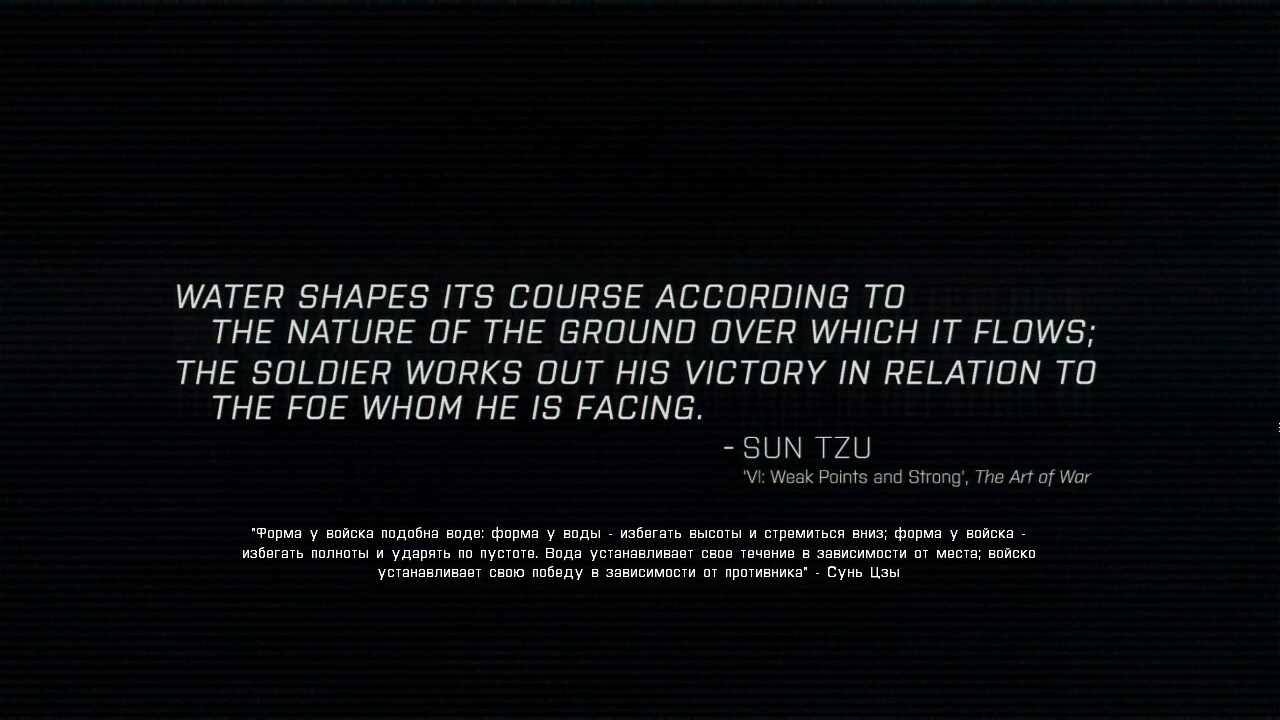 WATER SHAPES ITS COURSE ACCORDING TO
THE NATURE OF THE GROUND OVER WHICH IT FLOWS;
THE SOLDIER WORKS OUT HIS VICTORY IN RELATION TO
THE FOE WHOM HE IS FACING.
- SUN TZU
'VI: Weak Points and Strong', The Art of War
"Форма у войска подобна воде: форма у воды - избегать высоты и стремиться вниз; форма у войска -
избегать полноты и ударять по пустоте. Вода устанавливает свое течение в зависимости от места; войско
устанавливает свою победу в зависимости от противника" - Сунь Цзы